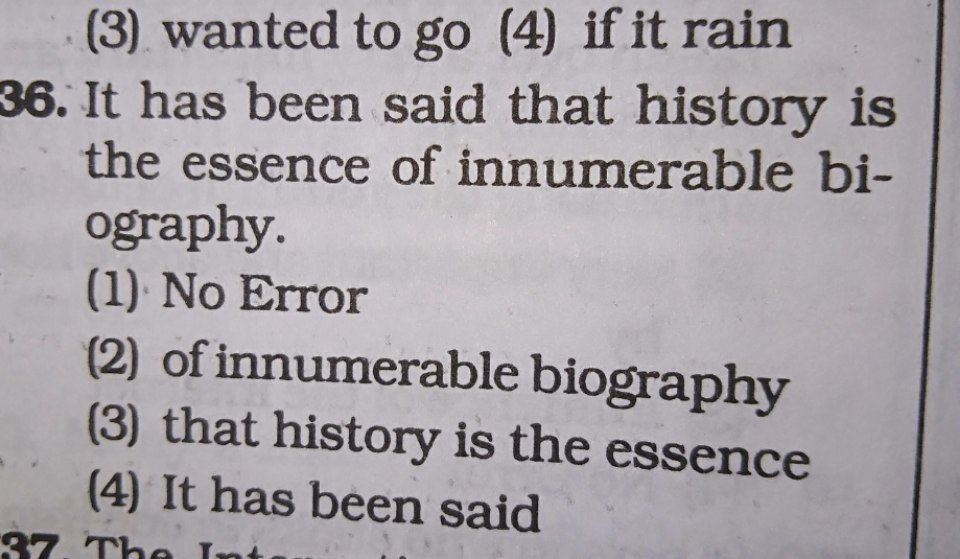 (3) wanted to go (4) if it rain
36. It has been said that history is
the essence of innumerable bi-
ography.
(1) No Error
(2) of innumerable biography
(3) that history is the essence
(4) It has been said
37. The